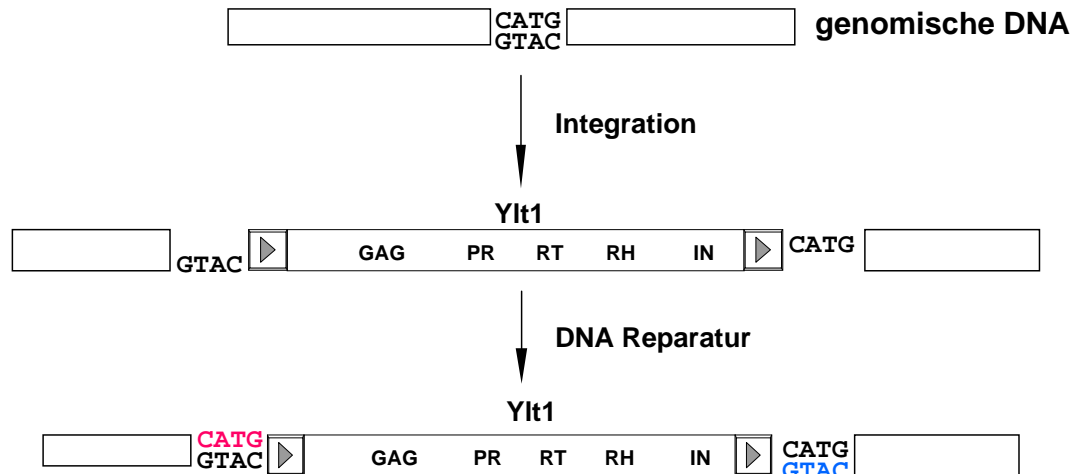 CATG genomische DNA
GTAC
Integration
Ylt1
GTAC GAG PR RT RH IN CATG
DNA Reparatur
Ylt1
CATG
GTAC GAG PR RT RH IN CATG
GTAC